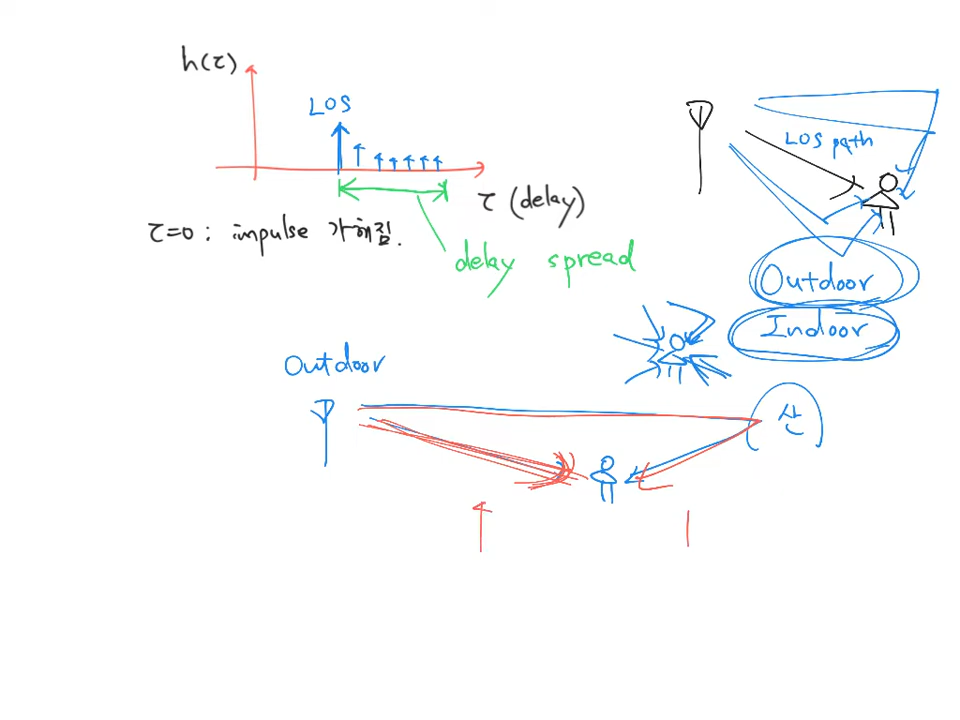 h(τ)
LOS
τ (delay)
τ=0 : impulse 가해짐.
delay spread
LOS path
Outdoor
Indoor
Outdoor
산